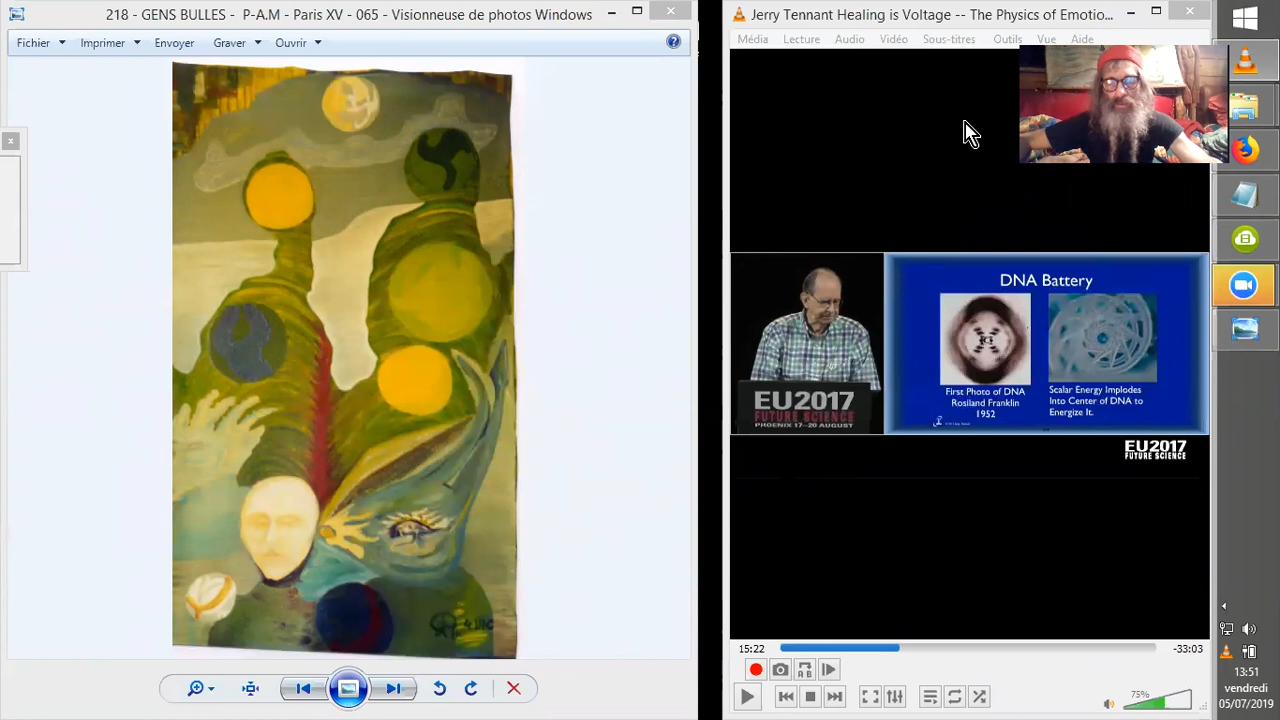 218 - GENS BULLES - P-A-M - Paris XV - 065 - Visionneuse de photos Windows
Fichier Imprimer Envoyer Graver Ouvrir
Jerry Tennant Healing is Voltage -- The Physics of Emotio...
Média Lecture Audio Vidéo Sous-titres Outils Vue Aide
DNA Battery
First Photo of DNA
Rosiland Franklin
1952
Scalar Energy Implodes
Into Center of DNA to
Energize It.
EU2017
FUTURE SCIENCE
PHOENIX 17–20 AUGUST
EU2017
FUTURE SCIENCE
15:22
-33:03
A B
75%
13:51
vendredi
05/07/2019